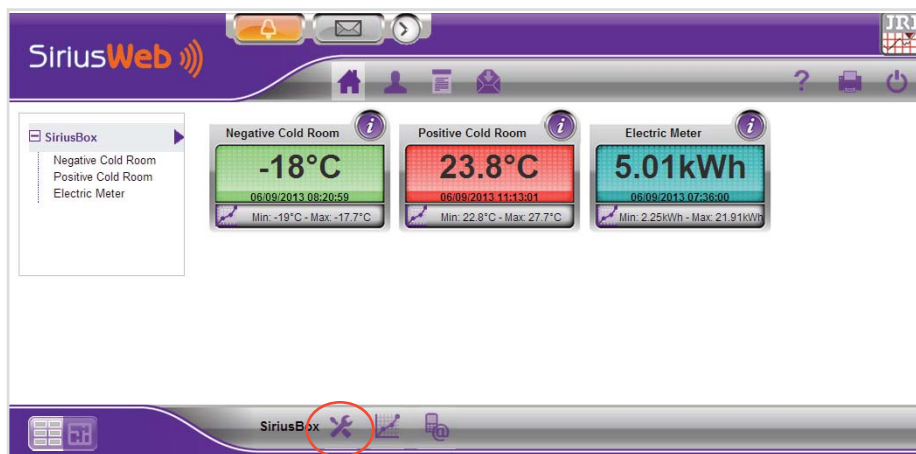 SiriusWeb
JRI
?
SiriusBox
Negative Cold Room
Positive Cold Room
Electric Meter
Negative Cold Room
i
-18°C
06/09/2013 08:20:59
Min: -19°C - Max: -17.7°C
Positive Cold Room
i
23.8°C
06/09/2013 11:13:01
Min: 22.8°C - Max: 27.7°C
Electric Meter
i
5.01kWh
06/09/2013 07:36:00
Min: 2.25kWh - Max: 21.91kWh
SiriusBox
@